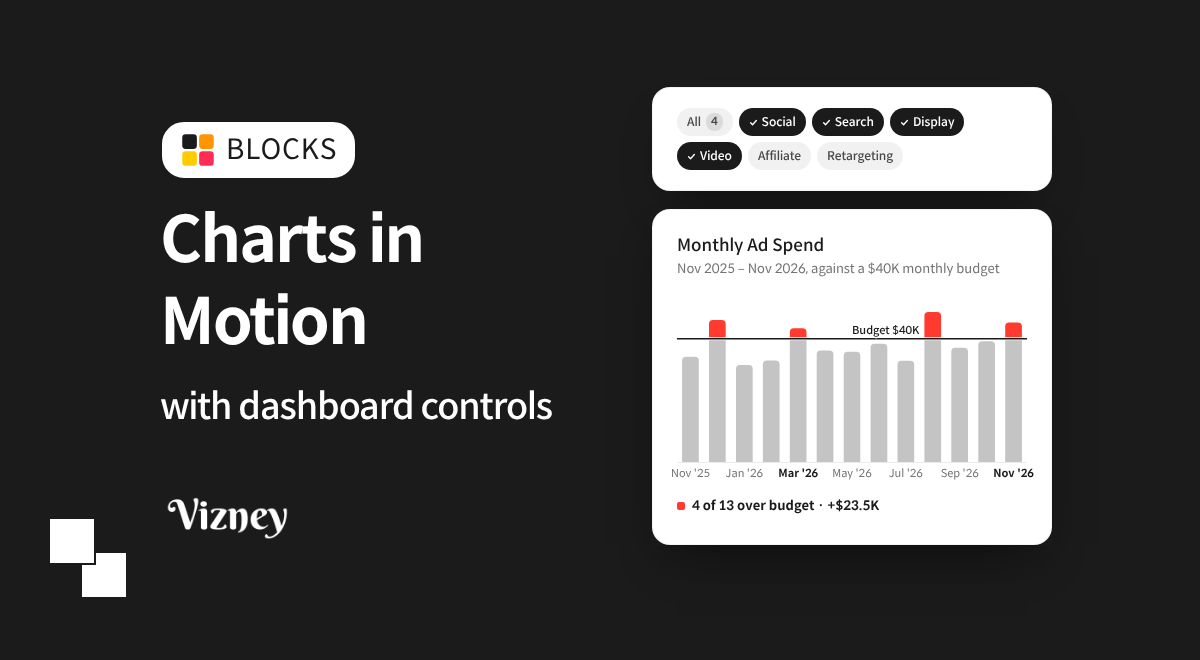 BLOCKS
Charts in
Motion
with dashboard controls
Vizney
All 4 Social Search Display
Video Affiliate Retargeting
Monthly Ad Spend
Nov 2025 – Nov 2026, against a $40K monthly budget
Budget $40K
Nov '25 Jan '26 Mar '26 May '26 Jul '26 Sep '26 Nov '26
4 of 13 over budget · +$23.5K